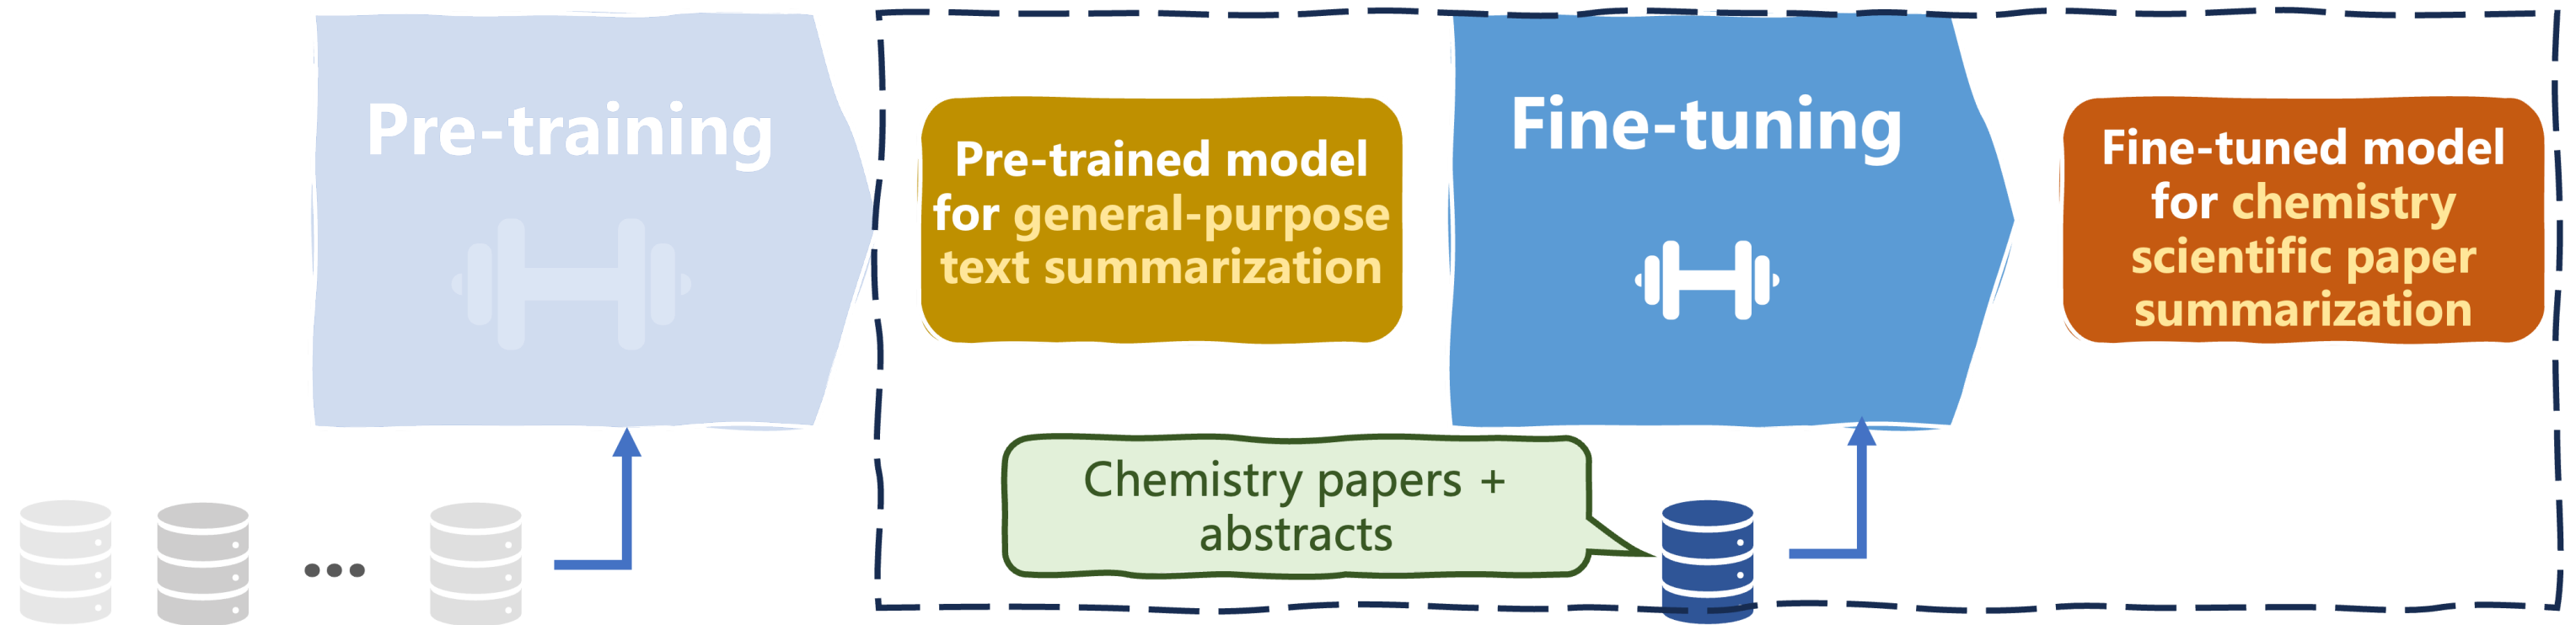 Pre-training
Pre-trained model
for general-purpose
text summarization
Fine-tuning
Fine-tuned model
for chemistry
scientific paper
summarization
Chemistry papers +
abstracts